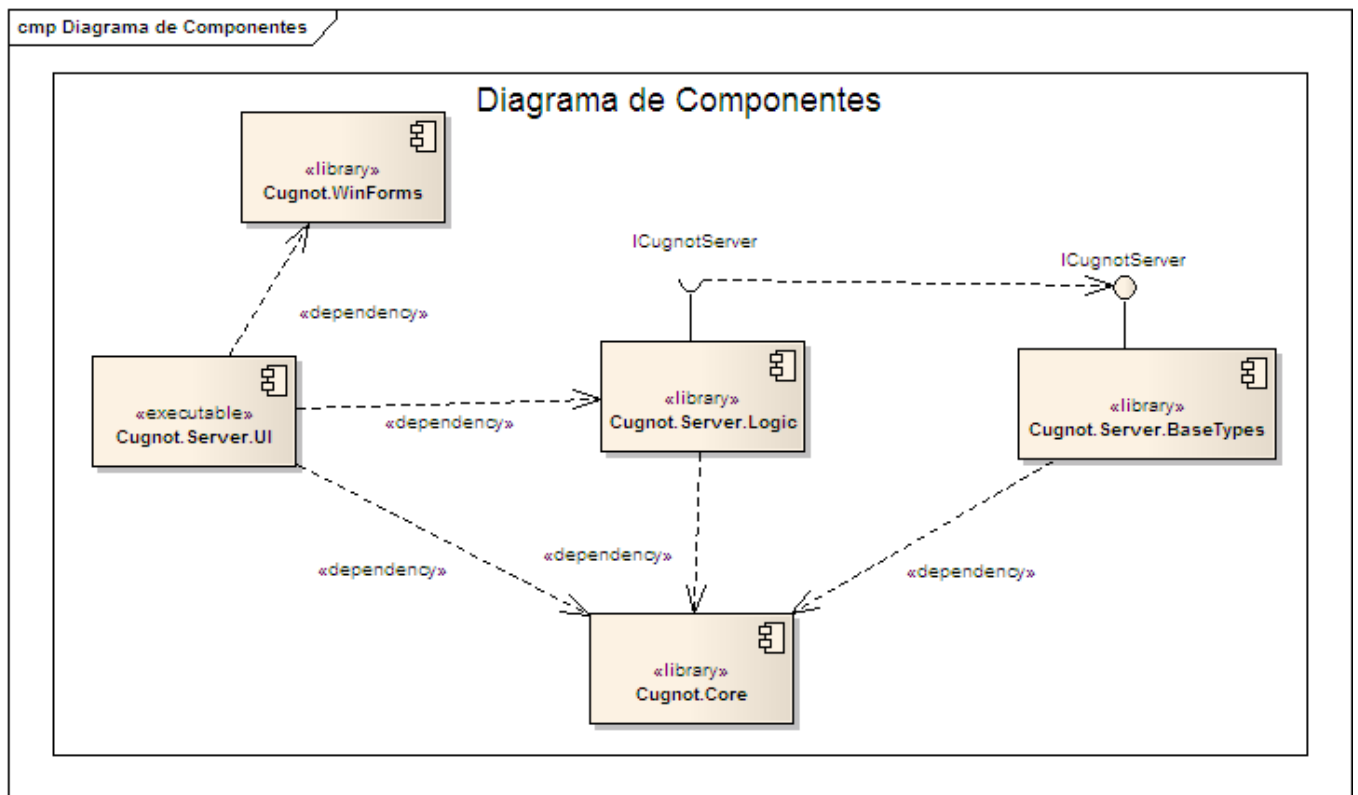 cmp Diagrama de Componentes
Diagrama de Componentes
«library»
Cugnot.WinForms
ICugnotServer
ICugnotServer
«dependency»
«executable»
Cugnot.Server.UI
«dependency»
«library»
Cugnot.Server.Logic
«library»
Cugnot.Server.BaseTypes
«dependency»
«dependency»
«dependency»
«library»
Cugnot.Core